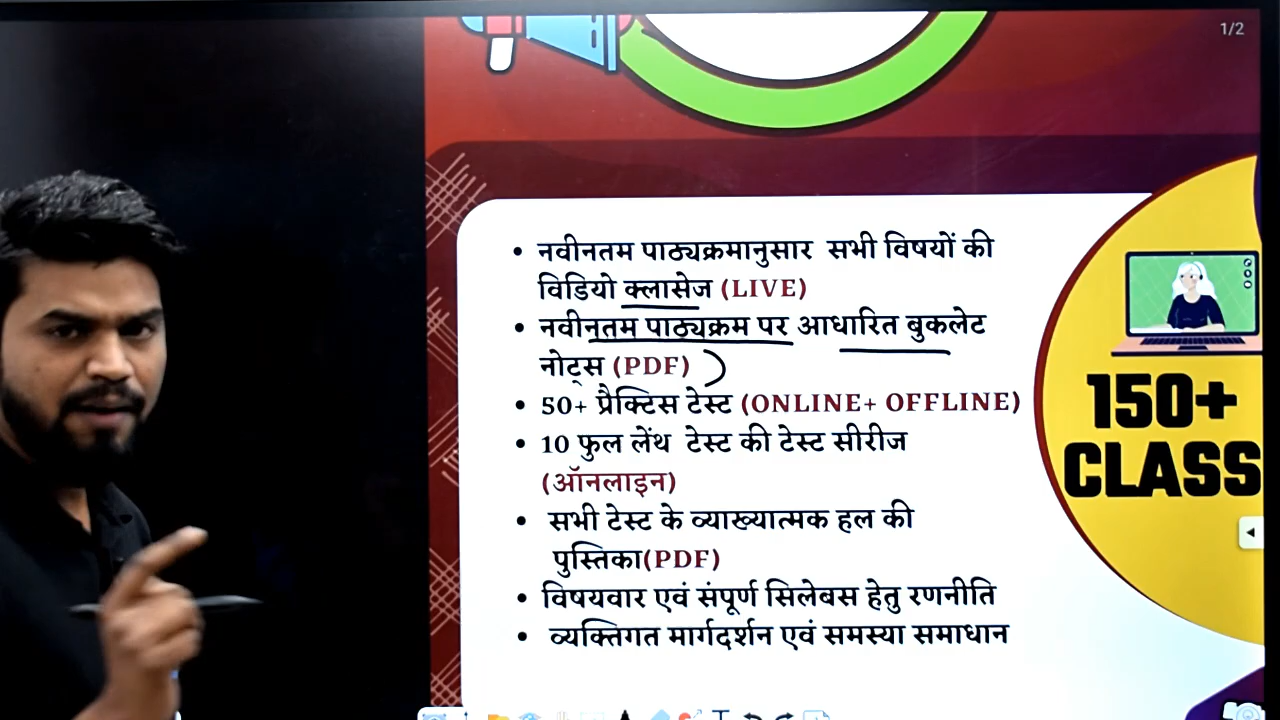 1/2
• नवीनतम पाठ्यक्रमानुसार सभी विषयों की
विडियो क्लासेज (LIVE)
• नवीनतम पाठ्यक्रम पर आधारित बुकलेट
नोट्स (PDF)
• 50+ प्रैक्टिस टेस्ट (ONLINE+ OFFLINE)
• 10 फुल लेंथ टेस्ट की टेस्ट सीरीज
(ऑनलाइन)
• सभी टेस्ट के व्याख्यात्मक हल की
पुस्तिका(PDF)
• विषयवार एवं संपूर्ण सिलेबस हेतु रणनीति
• व्यक्तिगत मार्गदर्शन एवं समस्या समाधान
150+
CLASS